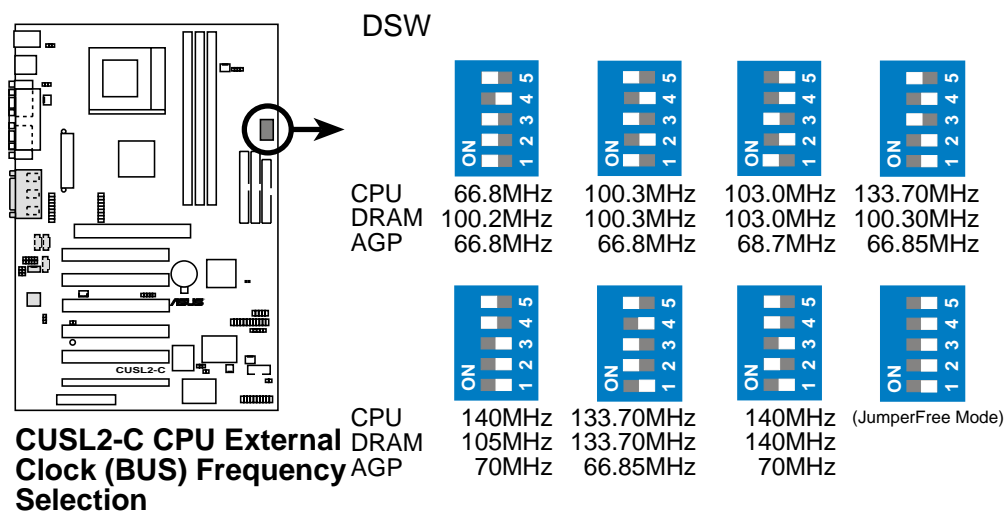 DSW
ON 1 2 3 4 5
ON 1 2 3 4 5
ON 1 2 3 4 5
ON 1 2 3 4 5
CPU 66.8MHz 100.3MHz 103.0MHz 133.70MHz
DRAM 100.2MHz 100.3MHz 103.0MHz 100.30MHz
AGP 66.8MHz 66.8MHz 68.7MHz 66.85MHz
/ISUS
CUSL2-C
ON 1 2 3 4 5
ON 1 2 3 4 5
ON 1 2 3 4 5
ON 1 2 3 4 5
CPU 140MHz 133.70MHz 140MHz (JumperFree Mode)
DRAM 105MHz 133.70MHz 140MHz
AGP 70MHz 66.85MHz 70MHz
CUSL2-C CPU External
Clock (BUS) Frequency
Selection